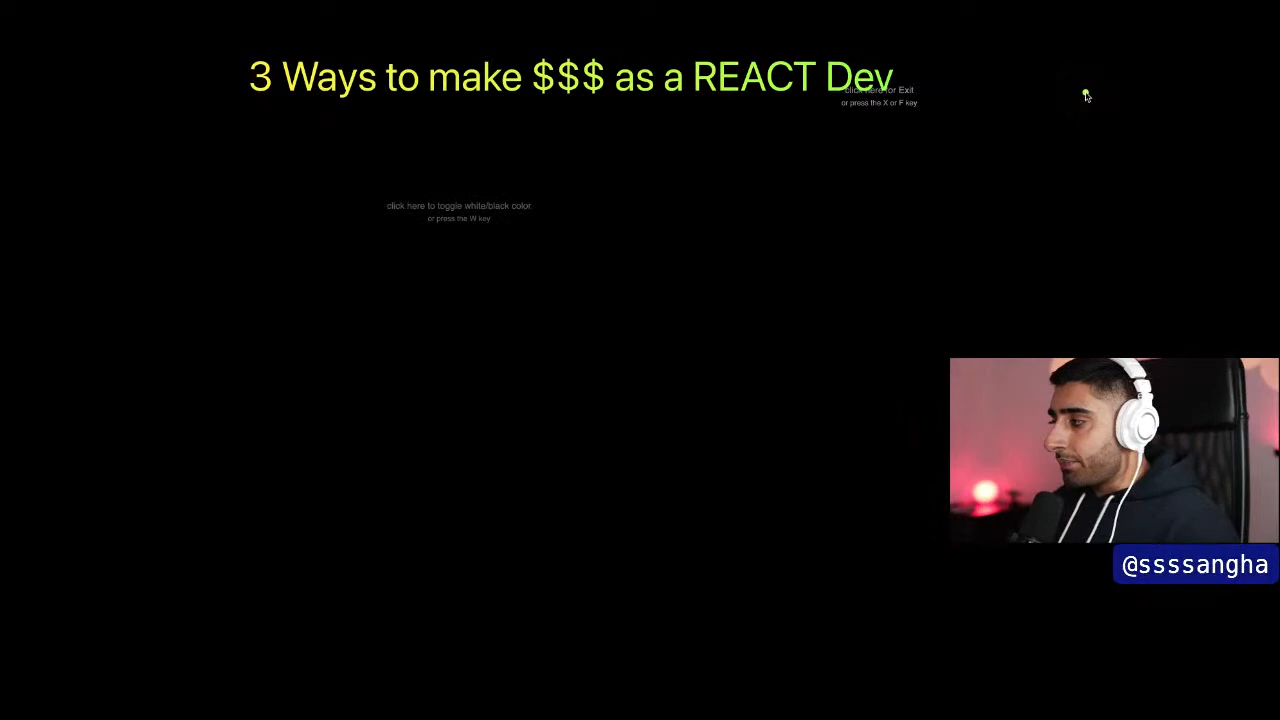 3 Ways to make $$$ as a REACT Dev
click here for Exit
or press the X or F key
click here to toggle white/black color
or press the W key
@ssssangha